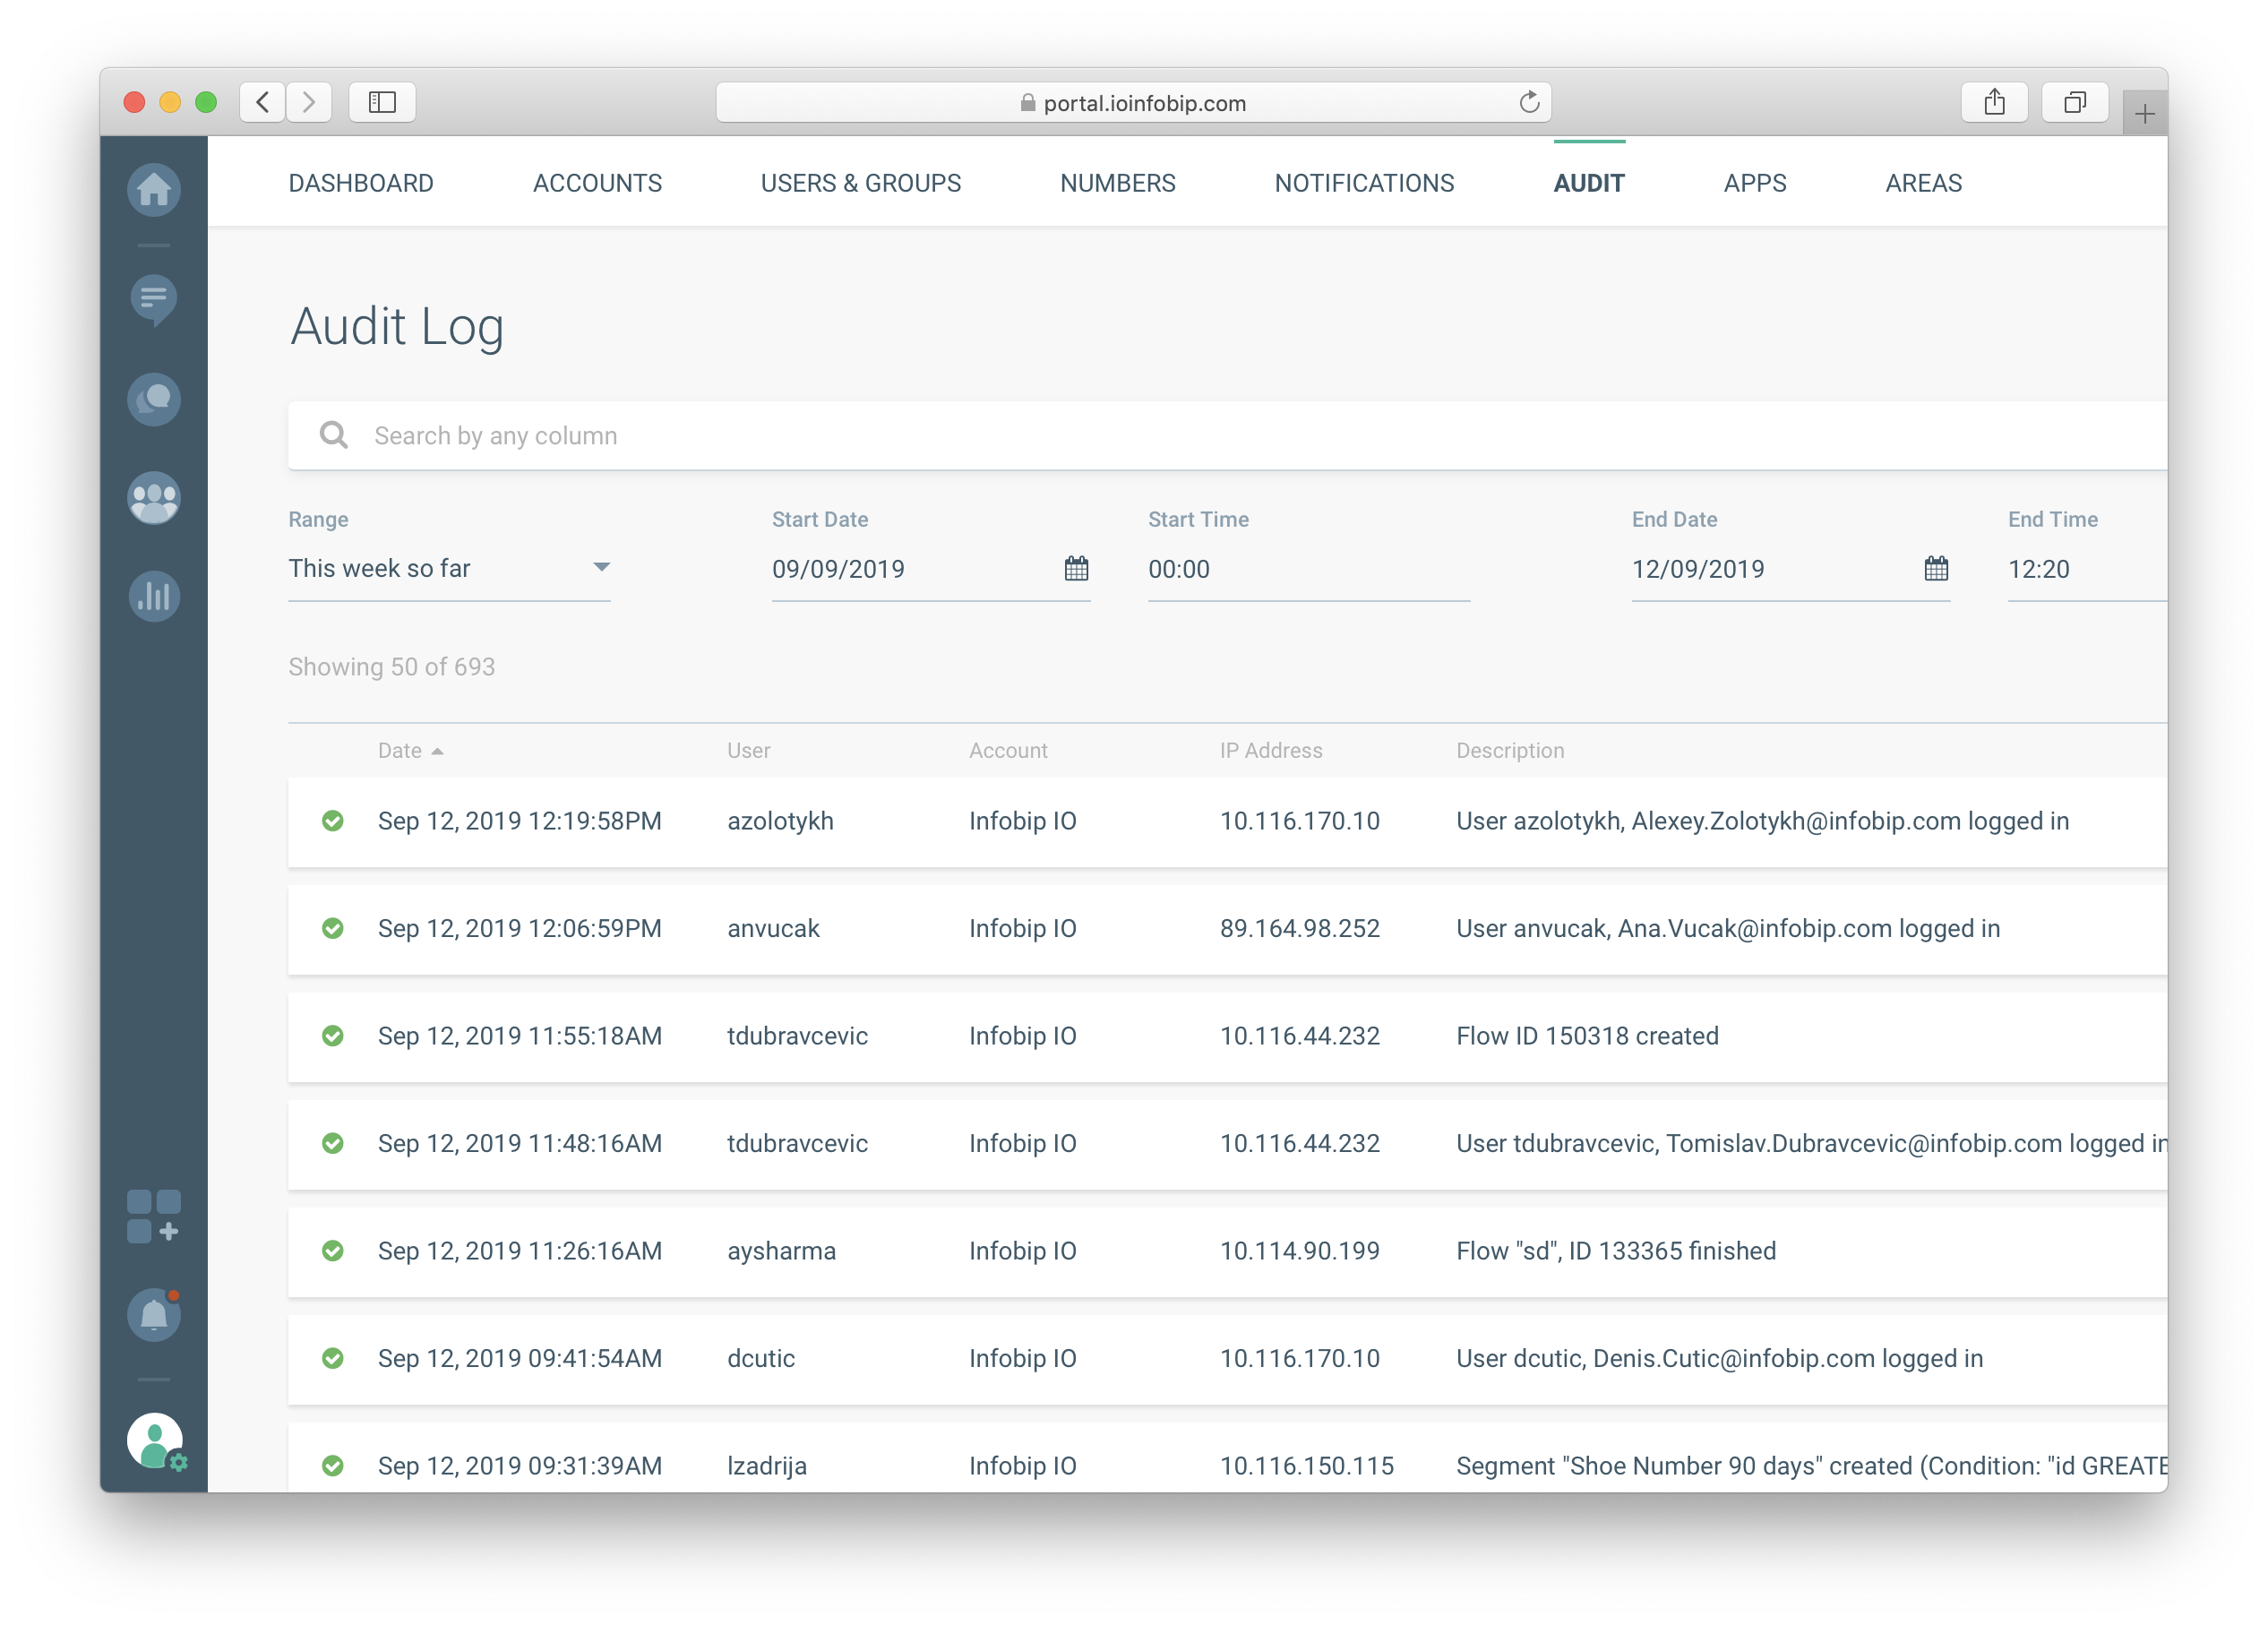 portal.ioinfobip.com
DASHBOARD ACCOUNTS USERS & GROUPS NUMBERS NOTIFICATIONS AUDIT APPS AREAS
Audit Log
Search by any column
Range Start Date Start Time End Date End Time
This week so far 09/09/2019 00:00 12/09/2019 12:20
Showing 50 of 693
Date User Account IP Address Description
Sep 12, 2019 12:19:58PM azolotykh Infobip IO 10.116.170.10 User azolotykh, Alexey.Zolotykh@infobip.com logged in
Sep 12, 2019 12:06:59PM anvucak Infobip IO 89.164.98.252 User anvucak, Ana.Vucak@infobip.com logged in
Sep 12, 2019 11:55:18AM tdubravcevic Infobip IO 10.116.44.232 Flow ID 150318 created
Sep 12, 2019 11:48:16AM tdubravcevic Infobip IO 10.116.44.232 User tdubravcevic, Tomislav.Dubravcevic@infobip.com logged in
Sep 12, 2019 11:26:16AM aysharma Infobip IO 10.114.90.199 Flow "sd", ID 133365 finished
Sep 12, 2019 09:41:54AM dcutic Infobip IO 10.116.170.10 User dcutic, Denis.Cutic@infobip.com logged in
Sep 12, 2019 09:31:39AM lzadrija Infobip IO 10.116.150.115 Segment "Shoe Number 90 days" created (Condition: "id GREATE